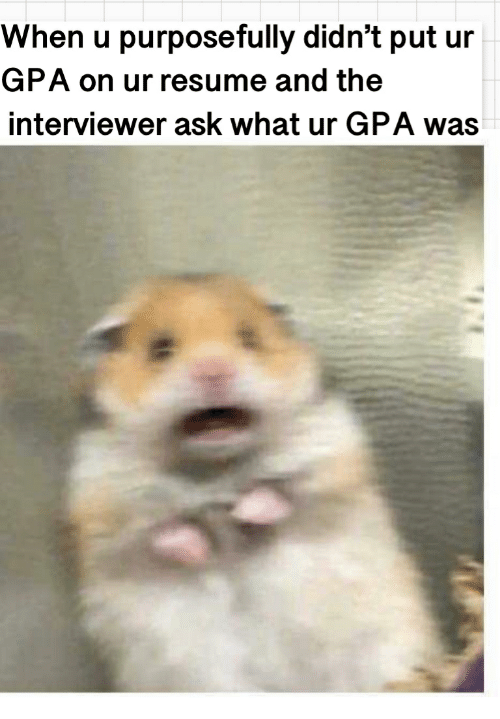 When u purposefully didn't put ur
GPA on ur resume and the
interviewer ask what ur GPA was